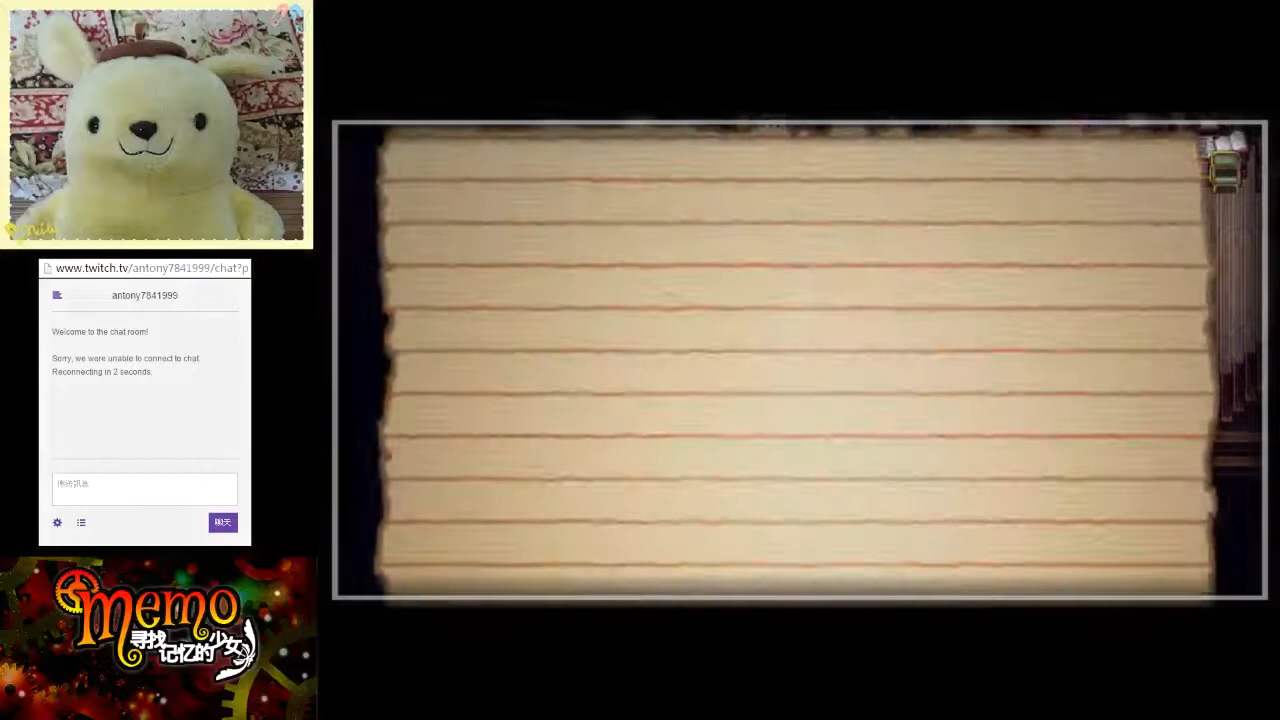 www.twitch.tv/antony7841999/chat?p
antony7841999
Welcome to the chat room!
Sorry, we were unable to connect to chat.
Reconnecting in 2 seconds.
傳送訊息
聊天
memo
寻找
记忆的
少女